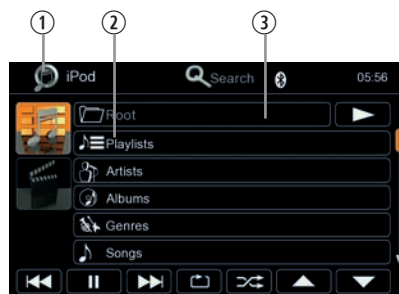 1 2 3
iPod Search 05:56
Root
Playlists
Artists
Albums
Genres
Songs